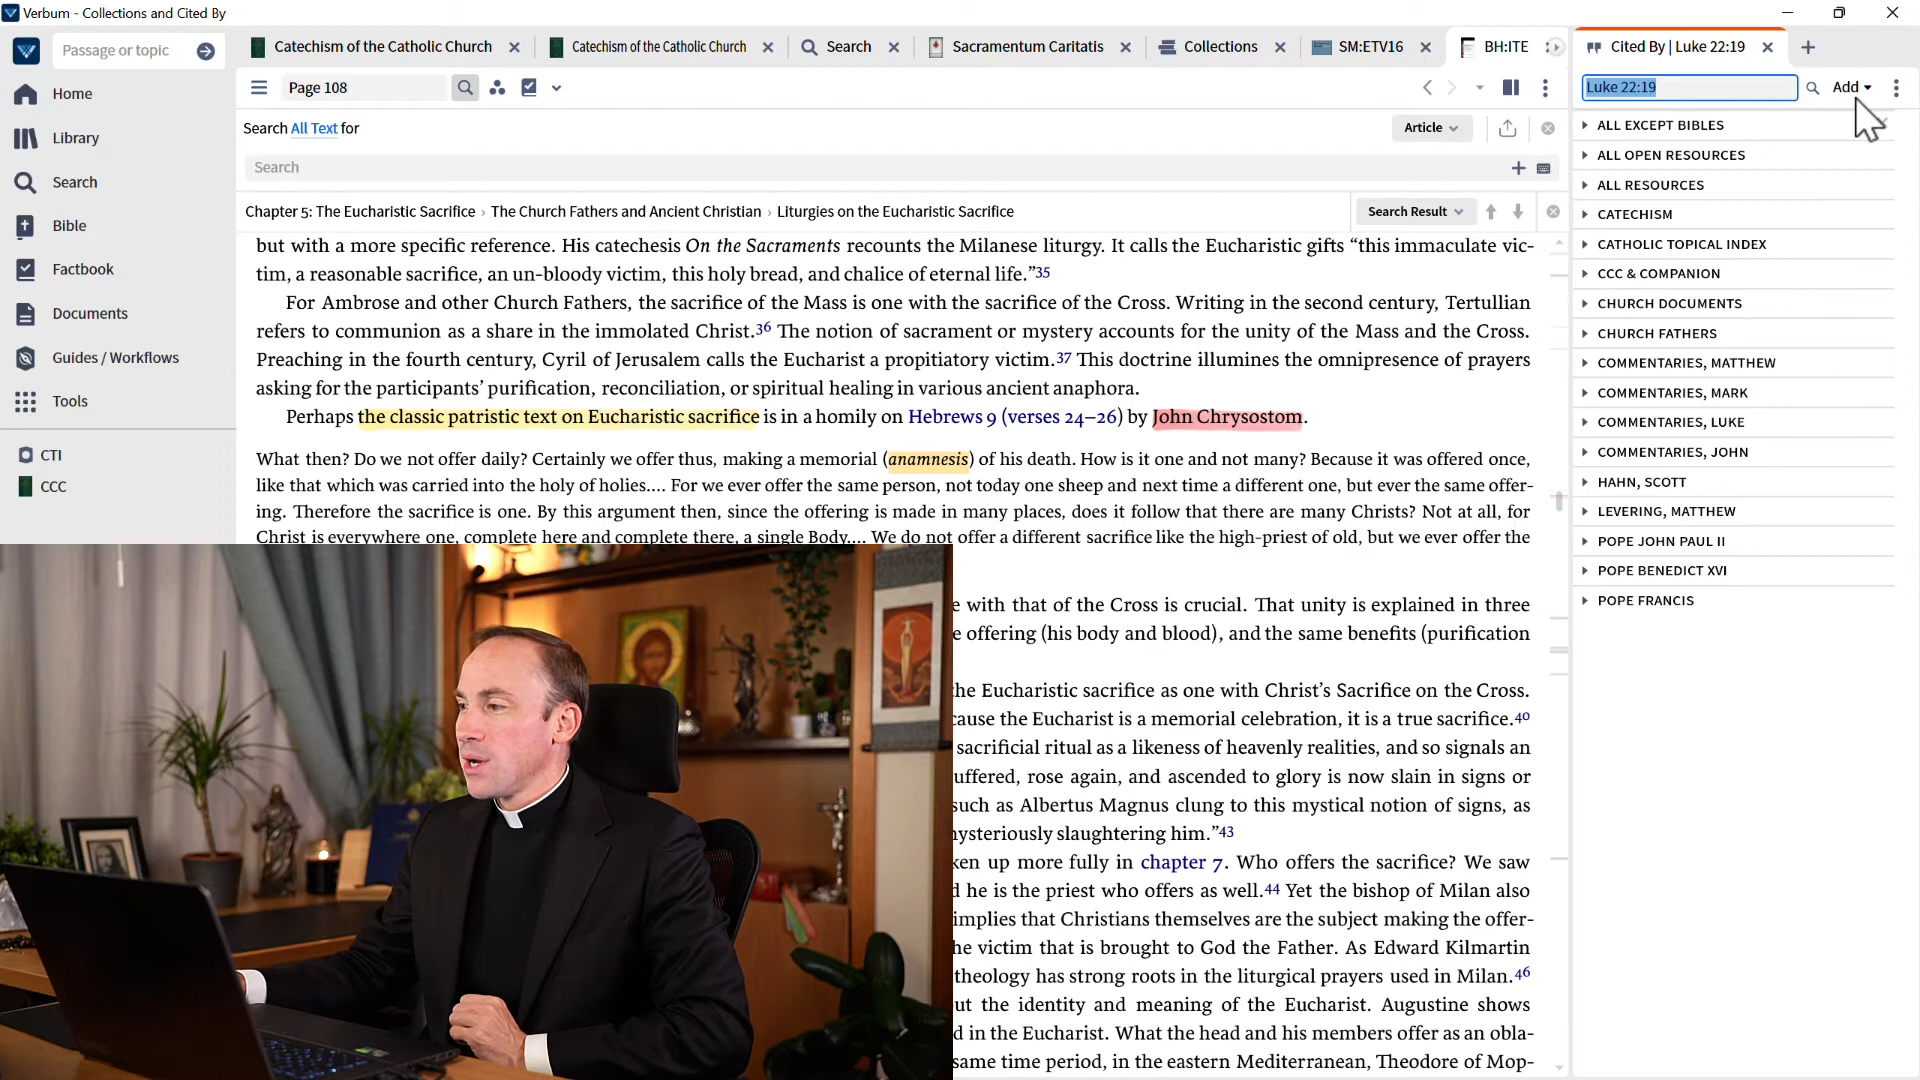 Verbum - Collections and Cited By
Passage or topic
Home
Library
Search
Bible
Factbook
Documents
Guides / Workflows
Tools
CTI
CCC
Catechism of the Catholic Church
Catechism of the Catholic Church
Search
Sacramentum Caritatis
Collections
SM:ETV16
BH:ITE
Page 108
Search All Text for
Article
Search
Chapter 5: The Eucharistic Sacrifice › The Church Fathers and Ancient Christian › Liturgies on the Eucharistic Sacrifice
Search Result
but with a more specific reference. His catechesis On the Sacraments recounts the Milanese liturgy. It calls the Eucharistic gifts “this immaculate vic-
tim, a reasonable sacrifice, an un-bloody victim, this holy bread, and chalice of eternal life.”35
For Ambrose and other Church Fathers, the sacrifice of the Mass is one with the sacrifice of the Cross. Writing in the second century, Tertullian
refers to communion as a share in the immolated Christ.36 The notion of sacrament or mystery accounts for the unity of the Mass and the Cross.
Preaching in the fourth century, Cyril of Jerusalem calls the Eucharist a propitiatory victim.37 This doctrine illumines the omnipresence of prayers
asking for the participants’ purification, reconciliation, or spiritual healing in various ancient anaphora.
Perhaps the classic patristic text on Eucharistic sacrifice is in a homily on Hebrews 9 (verses 24–26) by John Chrysostom.
What then? Do we not offer daily? Certainly we offer thus, making a memorial (anamnesis) of his death. How is it one and not many? Because it was offered once,
like that which was carried into the holy of holies.... For we ever offer the same person, not today one sheep and next time a different one, but ever the same offer-
ing. Therefore the sacrifice is one. By this argument then, since the offering is made in many places, does it follow that there are many Christs? Not at all, for
Christ is everywhere one, complete here and complete there, a single Body.... We do not offer a different sacrifice like the high-priest of old, but we ever offer the
e with that of the Cross is crucial. That unity is explained in three
e offering (his body and blood), and the same benefits (purification
he Eucharistic sacrifice as one with Christ’s Sacrifice on the Cross.
cause the Eucharist is a memorial celebration, it is a true sacrifice.40
sacrificial ritual as a likeness of heavenly realities, and so signals an
uffered, rose again, and ascended to glory is now slain in signs or
such as Albertus Magnus clung to this mystical notion of signs, as
nysteriously slaughtering him.”43
ken up more fully in chapter 7. Who offers the sacrifice? We saw
d he is the priest who offers as well.44 Yet the bishop of Milan also
implies that Christians themselves are the subject making the offer-
he victim that is brought to God the Father. As Edward Kilmartin
theology has strong roots in the liturgical prayers used in Milan.46
ut the identity and meaning of the Eucharist. Augustine shows
d in the Eucharist. What the head and his members offer as an obla-
same time period, in the eastern Mediterranean, Theodore of Mop-
Cited By | Luke 22:19
Luke 22:19
Add
ALL EXCEPT BIBLES
ALL OPEN RESOURCES
ALL RESOURCES
CATECHISM
CATHOLIC TOPICAL INDEX
CCC & COMPANION
CHURCH DOCUMENTS
CHURCH FATHERS
COMMENTARIES, MATTHEW
COMMENTARIES, MARK
COMMENTARIES, LUKE
COMMENTARIES, JOHN
HAHN, SCOTT
LEVERING, MATTHEW
POPE JOHN PAUL II
POPE BENEDICT XVI
POPE FRANCIS